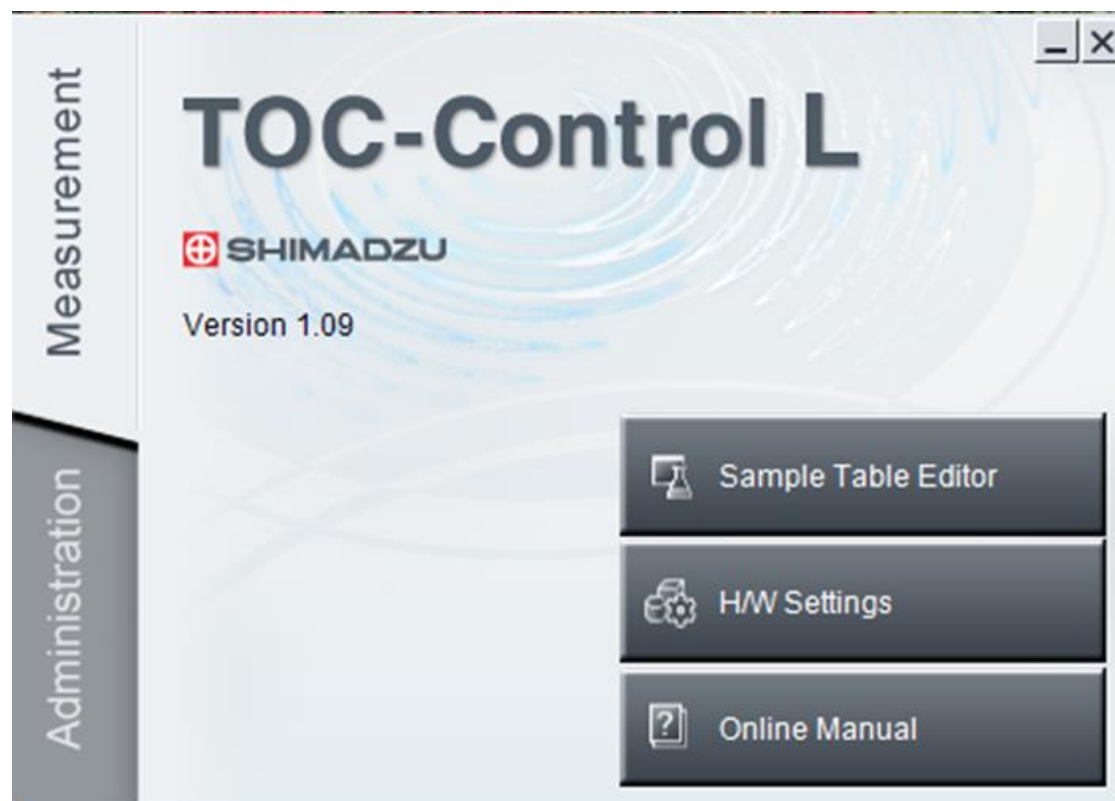 Measurement
Administration
TOC-Control L
SHIMADZU
Version 1.09
Sample Table Editor
H/W Settings
Online Manual